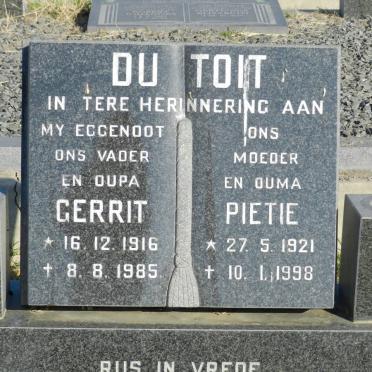 DU TOIT
IN TERE HERINNERING AAN
MY EGGENOOT
ONS VADER
EN OUPA
GERRIT
* 16.12.1916
✝ 8.8.1985
ONS
MOEDER
EN OUMA
PIETIE
* 27.5.1921
✝ 10.1.1998
RUS IN VREDE